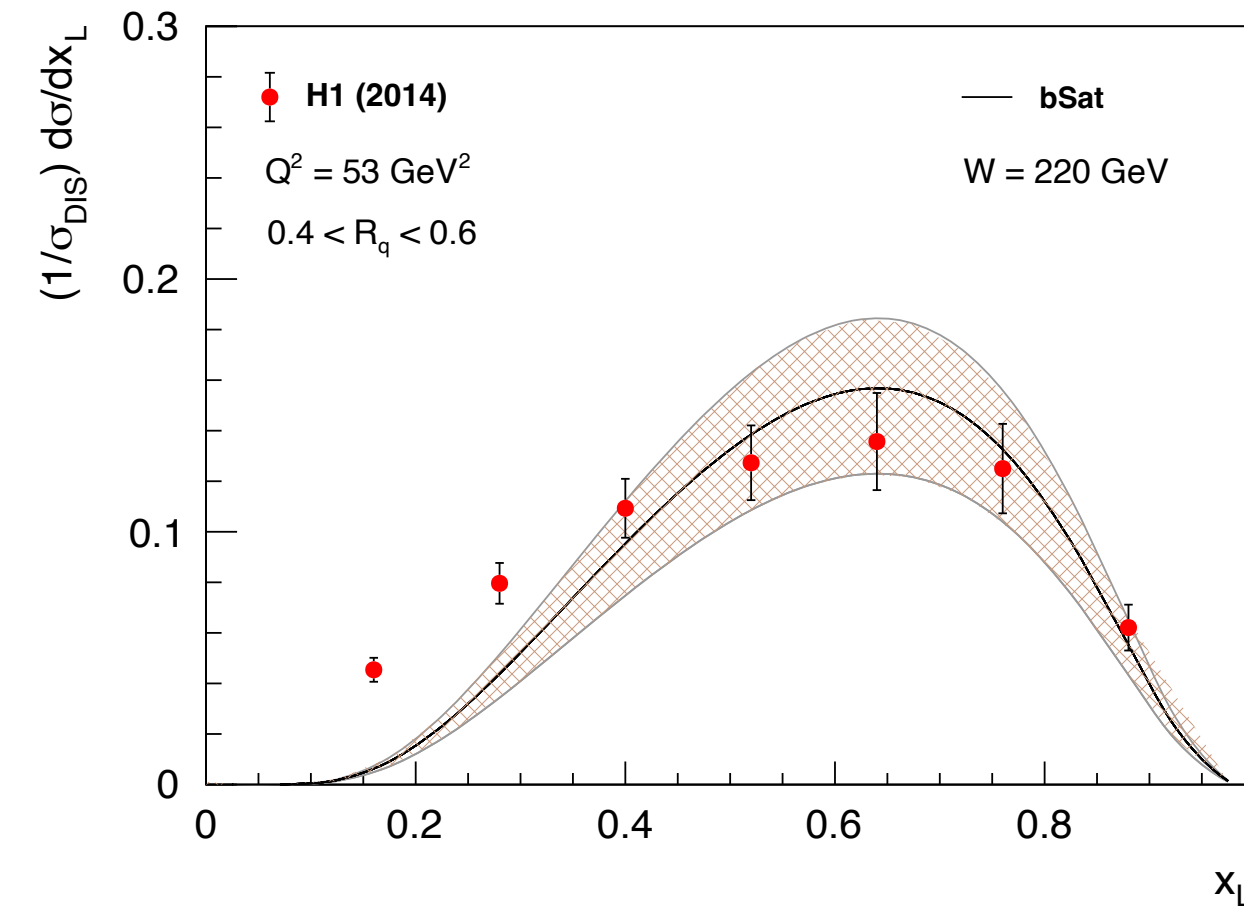 (1/σ_DIS) dσ/dx_L
0.3
0.2
0.1
0
H1 (2014)
Q² = 53 GeV²
0.4 < R_q < 0.6
bSat
W = 220 GeV
0 0.2 0.4 0.6 0.8
x_L